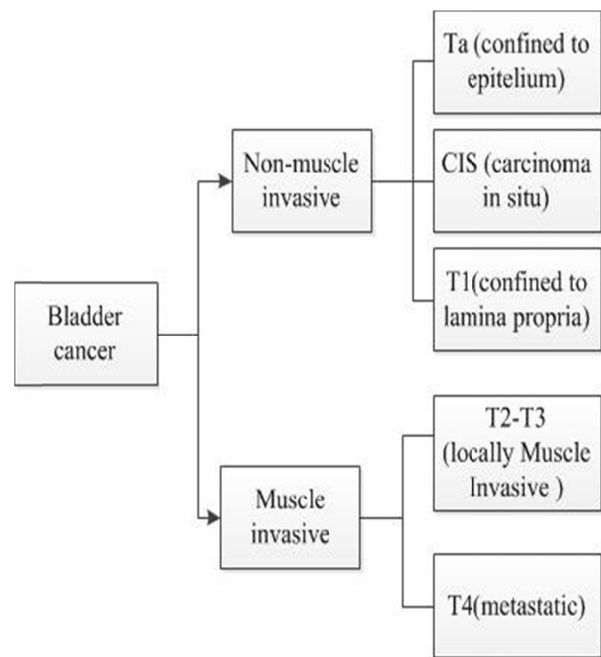 Ta (confined to
epitelium)
Non-muscle
invasive
CIS (carcinoma
in situ)
T1(confined to
lamina propria)
Bladder
cancer
T2-T3
(locally Muscle
Invasive )
Muscle
invasive
T4(metastatic)